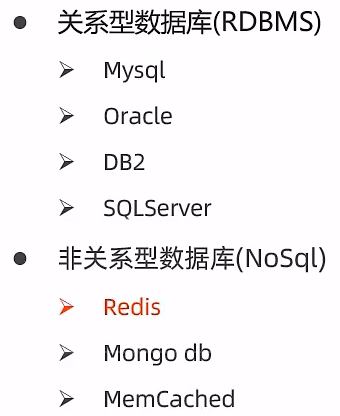 关系型数据库(RDBMS)
Mysql
Oracle
DB2
SQLServer
非关系型数据库(NoSql)
Redis
Mongo db
MemCached